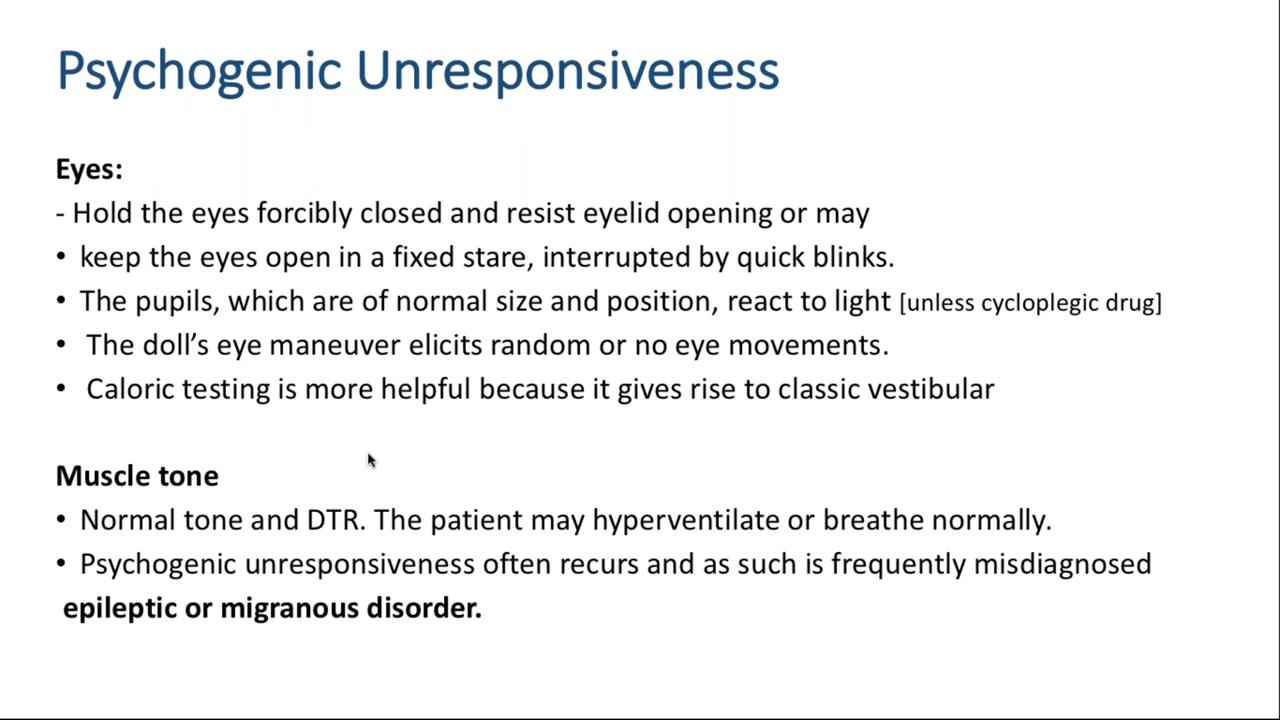 Psychogenic Unresponsiveness
Eyes:
- Hold the eyes forcibly closed and resist eyelid opening or may
• keep the eyes open in a fixed stare, interrupted by quick blinks.
• The pupils, which are of normal size and position, react to light [unless cycloplegic drug]
• The doll’s eye maneuver elicits random or no eye movements.
• Caloric testing is more helpful because it gives rise to classic vestibular
Muscle tone
• Normal tone and DTR. The patient may hyperventilate or breathe normally.
• Psychogenic unresponsiveness often recurs and as such is frequently misdiagnosed
epileptic or migranous disorder.